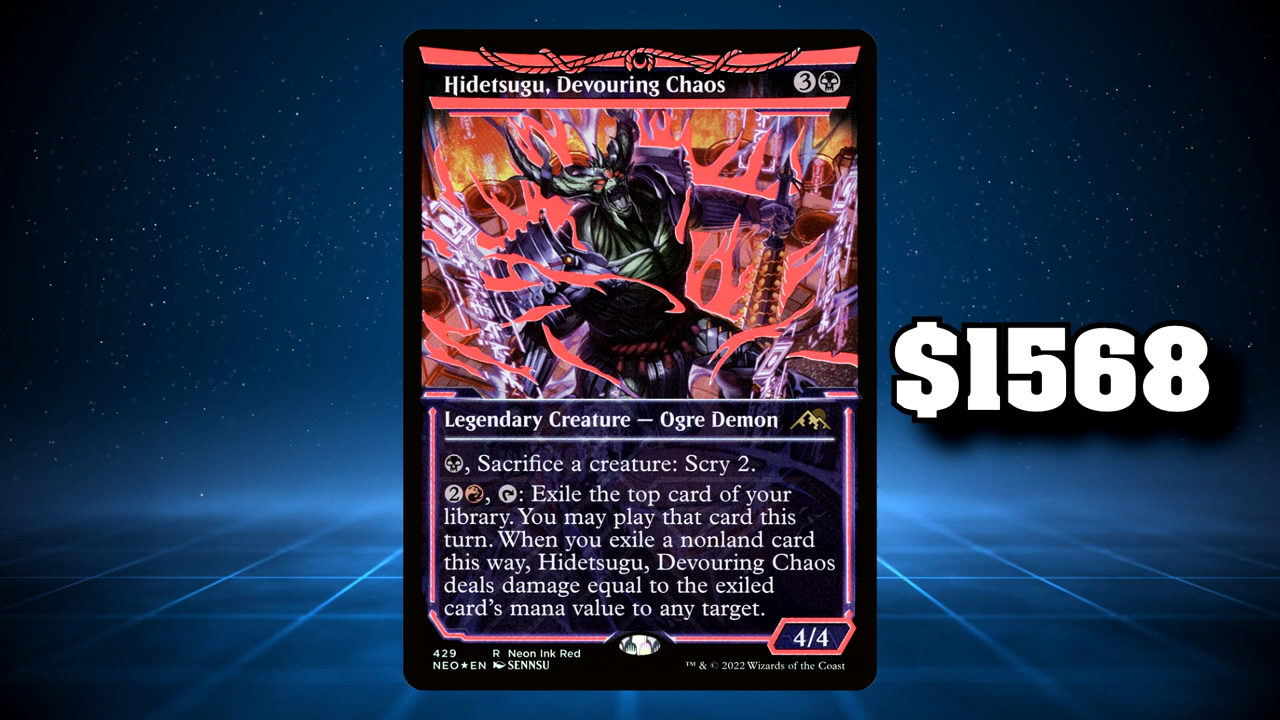 Hidetsugu, Devouring Chaos 3
$1568
Legendary Creature — Ogre Demon
, Sacrifice a creature: Scry 2.
2, : Exile the top card of your
library. You may play that card this
turn. When you exile a nonland card
this way, Hidetsugu, Devouring Chaos
deals damage equal to the exiled
card's mana value to any target.
4/4
429 R Neon Ink Red
NEO★EN SENNSU
™ & © 2022 Wizards of the Coast